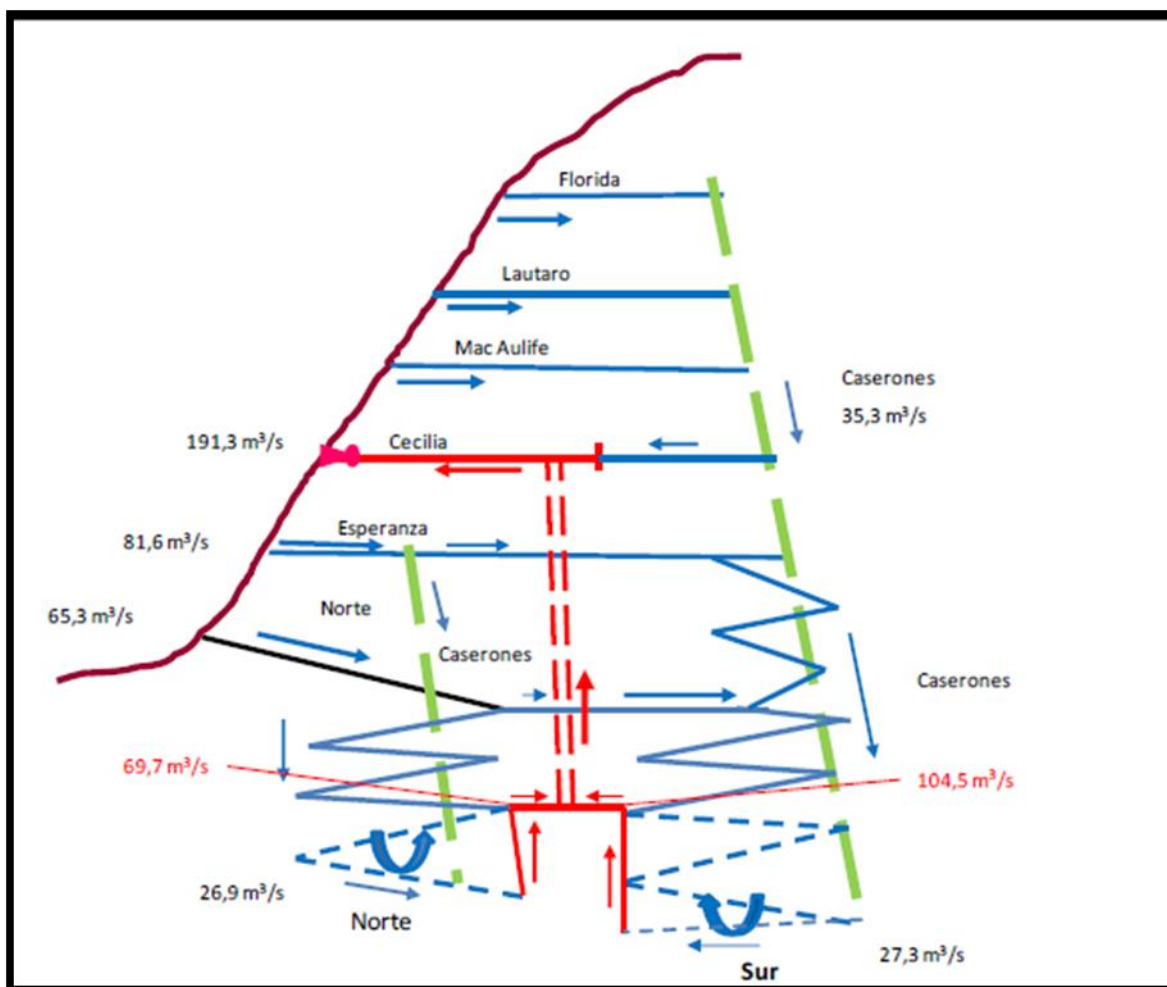 Florida
Lautaro
Mac Aulife
Caserones
35,3 m³/s
191,3 m³/s
Cecilia
Esperanza
81,6 m³/s
Norte
65,3 m³/s
Caserones
Caserones
69,7 m³/s
104,5 m³/s
26,9 m³/s
Norte
27,3 m³/s
Sur